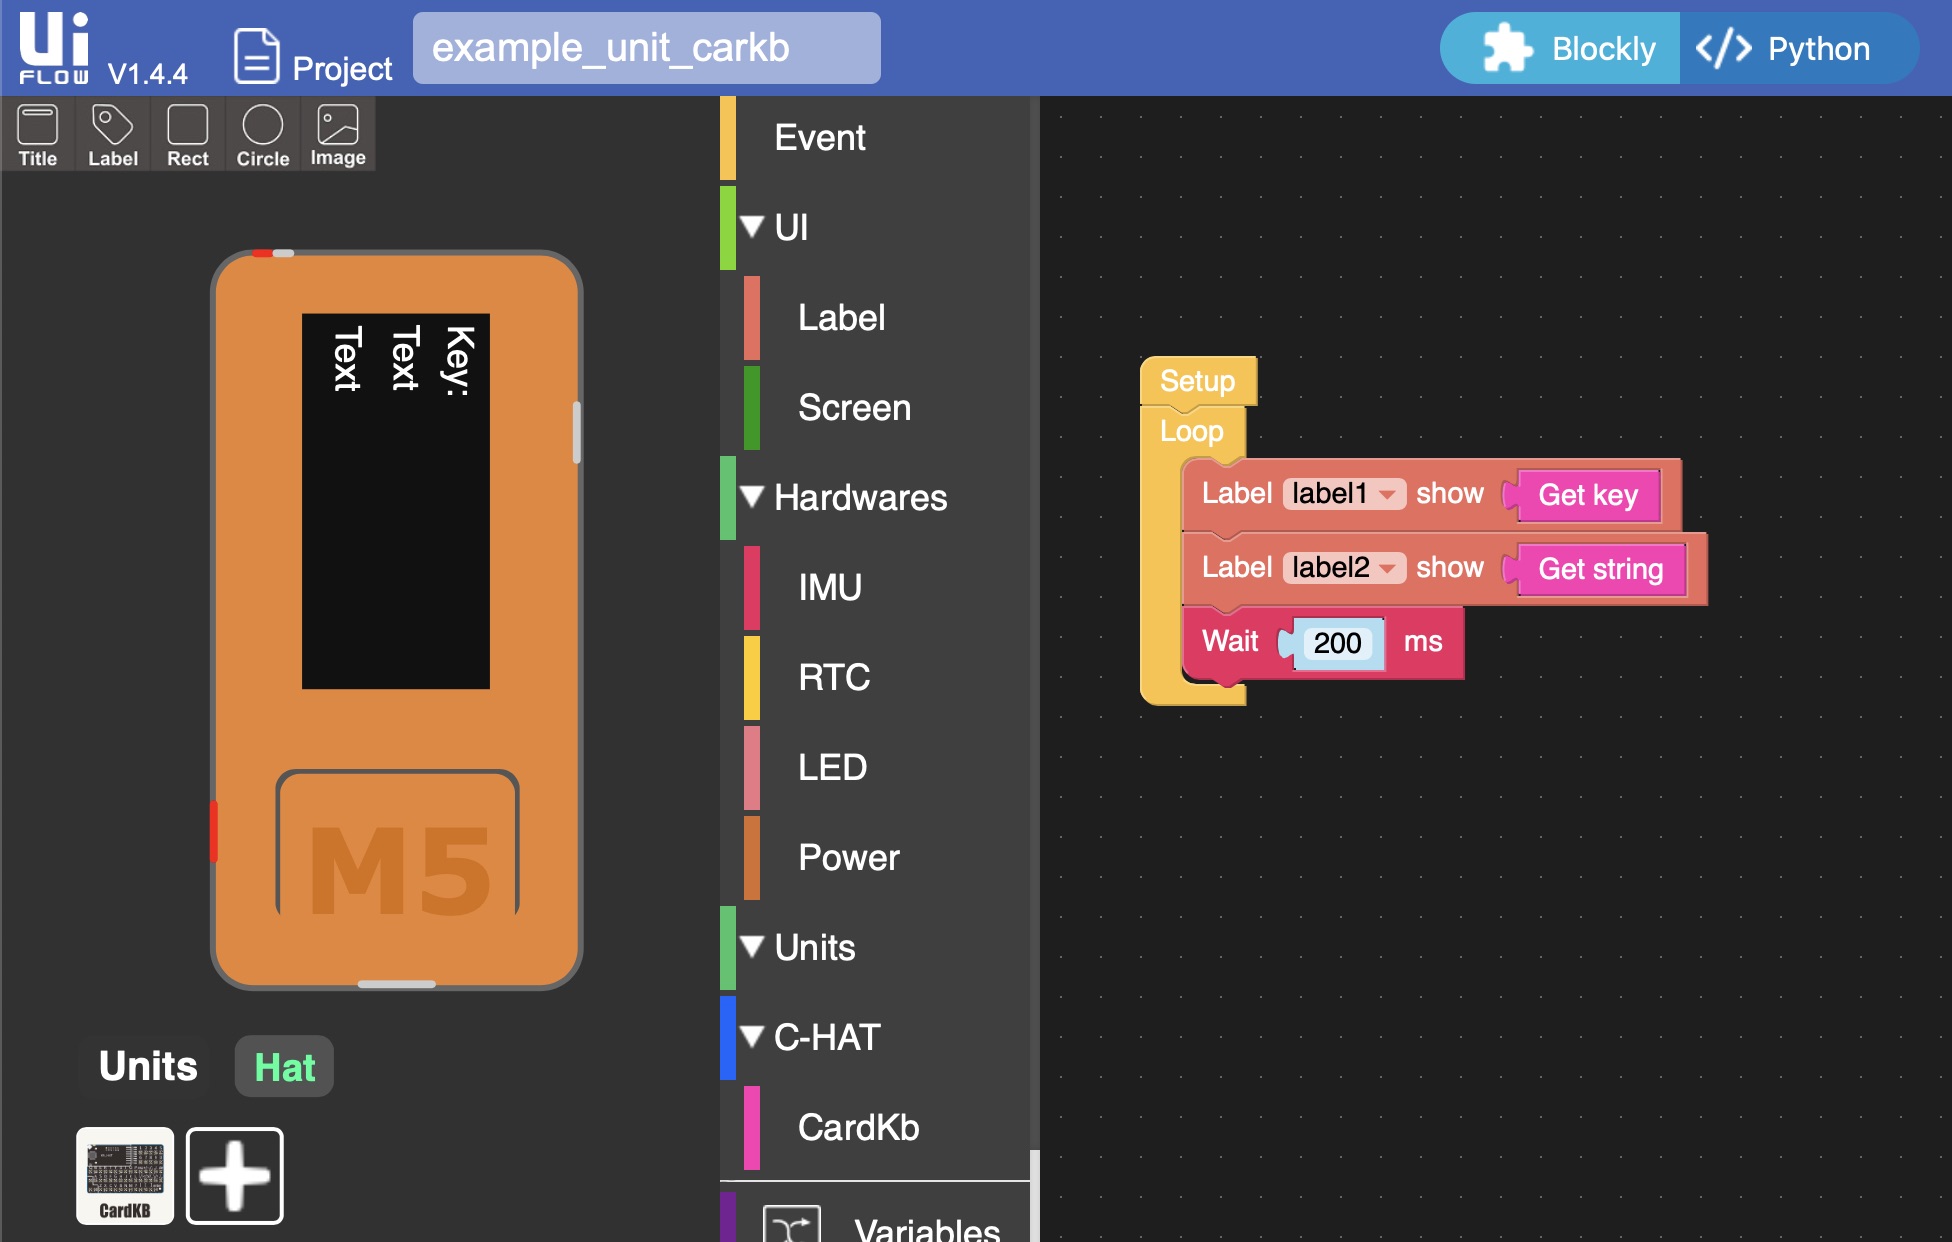 Ui
FLOW V1.4.4
Project
example_unit_carkb
Blockly
Python
Title
Label
Rect
Circle
Image
Key:
Text
Text
M5
Units
Hat
CardKB
Event
UI
Label
Screen
Hardwares
IMU
RTC
LED
Power
Units
C-HAT
CardKb
Variables
Setup
Loop
Label label1 show Get key
Label label2 show Get string
Wait 200 ms